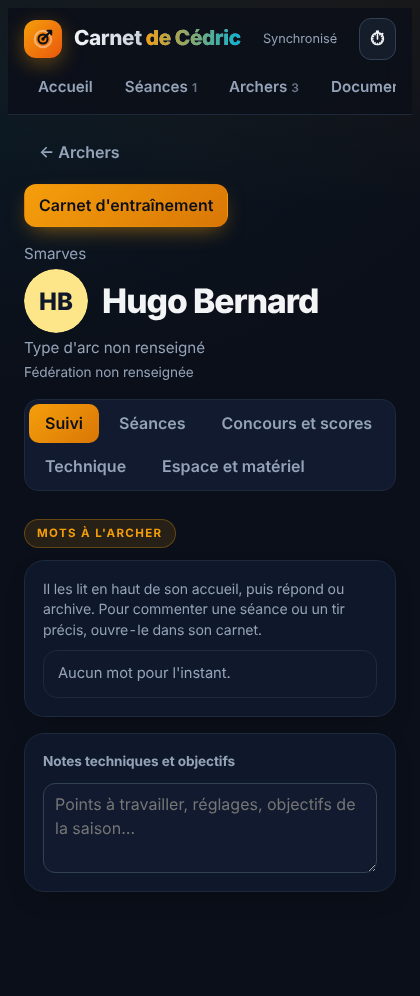 Carnet de Cédric
Synchronisé
Accueil Séances 1 Archers 3 Documen
← Archers
Carnet d'entraînement
Smarves
HB Hugo Bernard
Type d'arc non renseigné
Fédération non renseignée
Suivi Séances Concours et scores
Technique Espace et matériel
MOTS À L'ARCHER
Il les lit en haut de son accueil, puis répond ou
archive. Pour commenter une séance ou un tir
précis, ouvre-le dans son carnet.
Aucun mot pour l'instant.
Notes techniques et objectifs
Points à travailler, réglages, objectifs de
la saison...